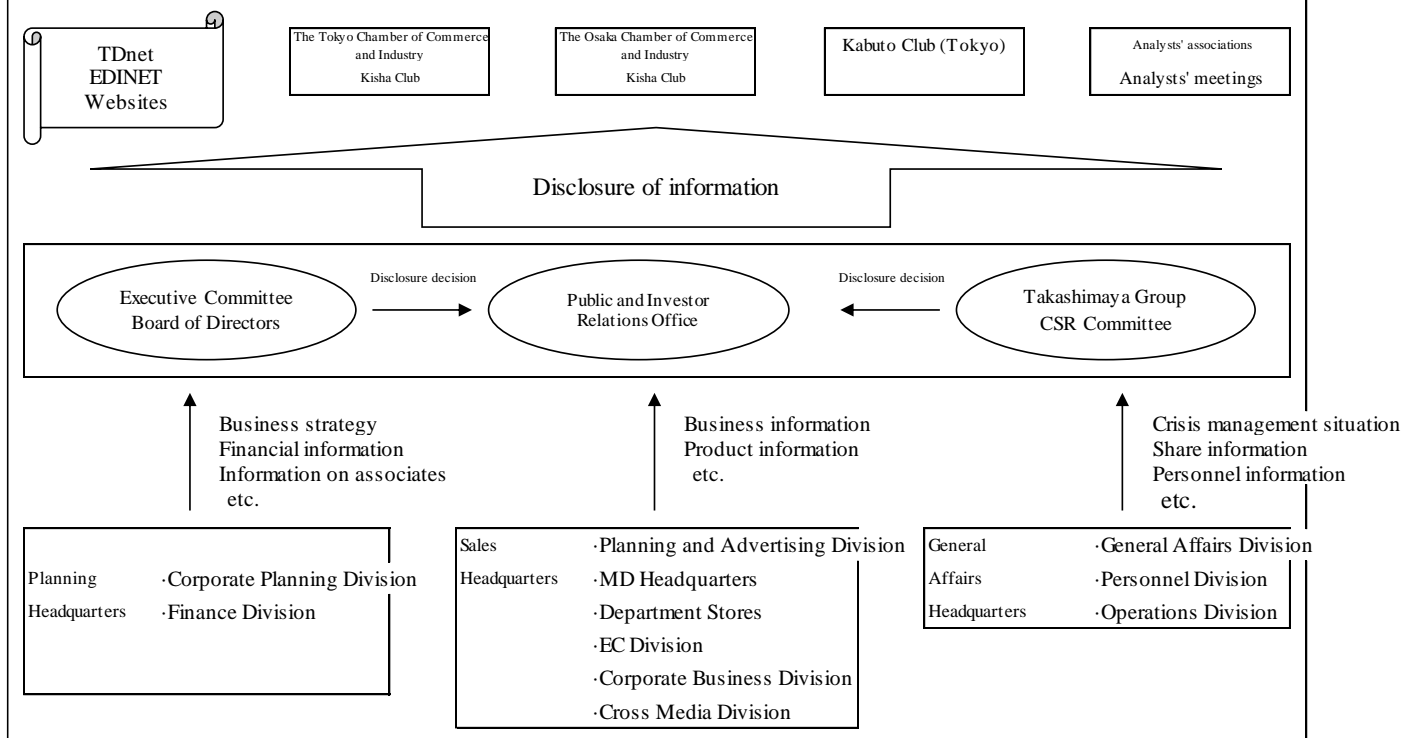 TDnet
EDINET
Websites
The Tokyo Chamber of Commerce
and Industry
Kisha Club
The Osaka Chamber of Commerce
and Industry
Kisha Club
Kabuto Club (Tokyo)
Analysts' associations
Analysts' meetings
Disclosure of information
Executive Committee
Board of Directors
Disclosure decision
Public and Investor
Relations Office
Disclosure decision
Takashimaya Group
CSR Committee
Business strategy
Financial information
Information on associates
etc.
Business information
Product information
etc.
Crisis management situation
Share information
Personnel information
etc.
Planning
Headquarters
·Corporate Planning Division
·Finance Division
Sales
Headquarters
·Planning and Advertising Division
·MD Headquarters
·Department Stores
·EC Division
·Corporate Business Division
·Cross Media Division
General
Affairs
Headquarters
·General Affairs Division
·Personnel Division
·Operations Division